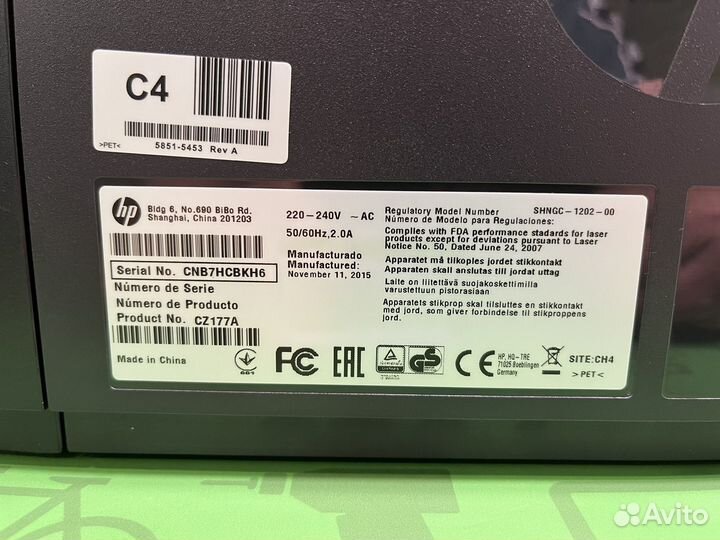 C4
5851-5453 Rev A
>PET<
hp
Bldg 6, No.690 BiBo Rd.
Shanghai, China 201203
Serial No. CNB7HCBKH6
Número de Serie
Número de Producto
Product No. CZ177A
Made in China
220-240V ~ AC
50/60Hz,2.0A
Manufacturado
Manufactured:
November 11, 2015
Regulatory Model Number SHNGC-1202-00
Número de Modelo para Regulaciones:
Complies with FDA performance stadards for laser
products except for deviations pursuant to Laser
Notice No. 50, Dated June 24, 2007
Apparatet må tilkoples jordet stikkontakt
Apparaten skall anslutas till jordat uttag
Laite on liitettävä suojakoskettimilla
varustettuun pistorasiaan
Apparatets stikprop skal tilsluttes en stikkontakt
med jord, som giver forbindelse til stikproppens
jord.
001
FC
EAC
GS
CE
HP, HQ-TRE
71025 Boeblingen
Germany
SITE:CH4
>PET<
Avito